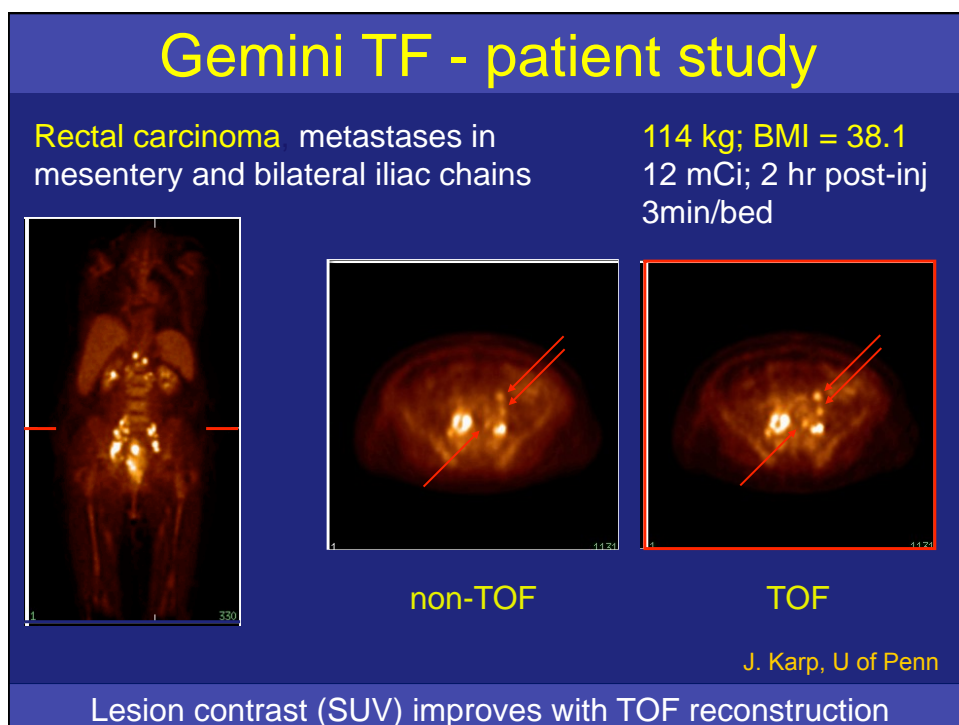 Gemini TF - patient study
Rectal carcinoma, metastases in
mesentery and bilateral iliac chains
114 kg; BMI = 38.1
12 mCi; 2 hr post-inj
3min/bed
1
330
1
1131
1
1131
non-TOF
TOF
J. Karp, U of Penn
Lesion contrast (SUV) improves with TOF reconstruction